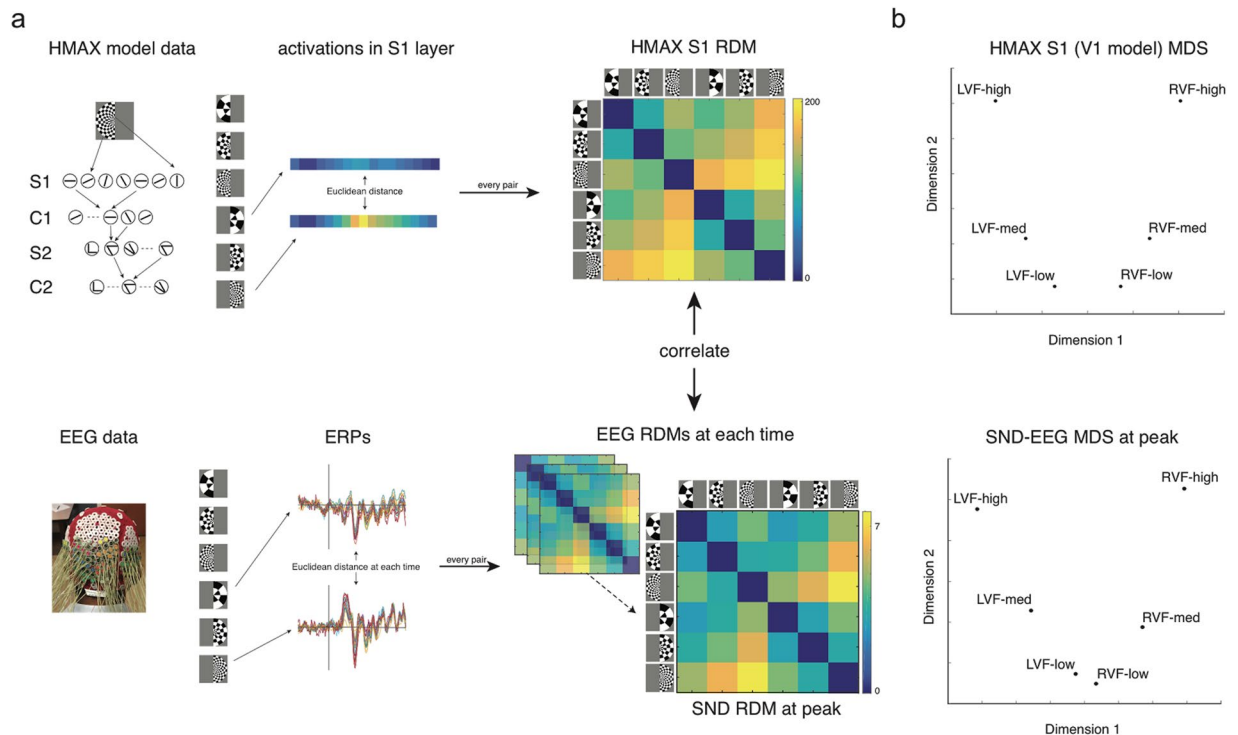 a
b
HMAX model data
activations in S1 layer
HMAX S1 RDM
HMAX S1 (V1 model) MDS
S1
C1
S2
C2
Euclidean distance
every pair
200
0
LVF-high
RVF-high
LVF-med
RVF-med
LVF-low
RVF-low
Dimension 2
Dimension 1
correlate
EEG data
ERPs
EEG RDMs at each time
SND-EEG MDS at peak
Euclidean distance at each time
every pair
7
0
SND RDM at peak
RVF-high
LVF-high
LVF-med
RVF-med
LVF-low
RVF-low
Dimension 2
Dimension 1